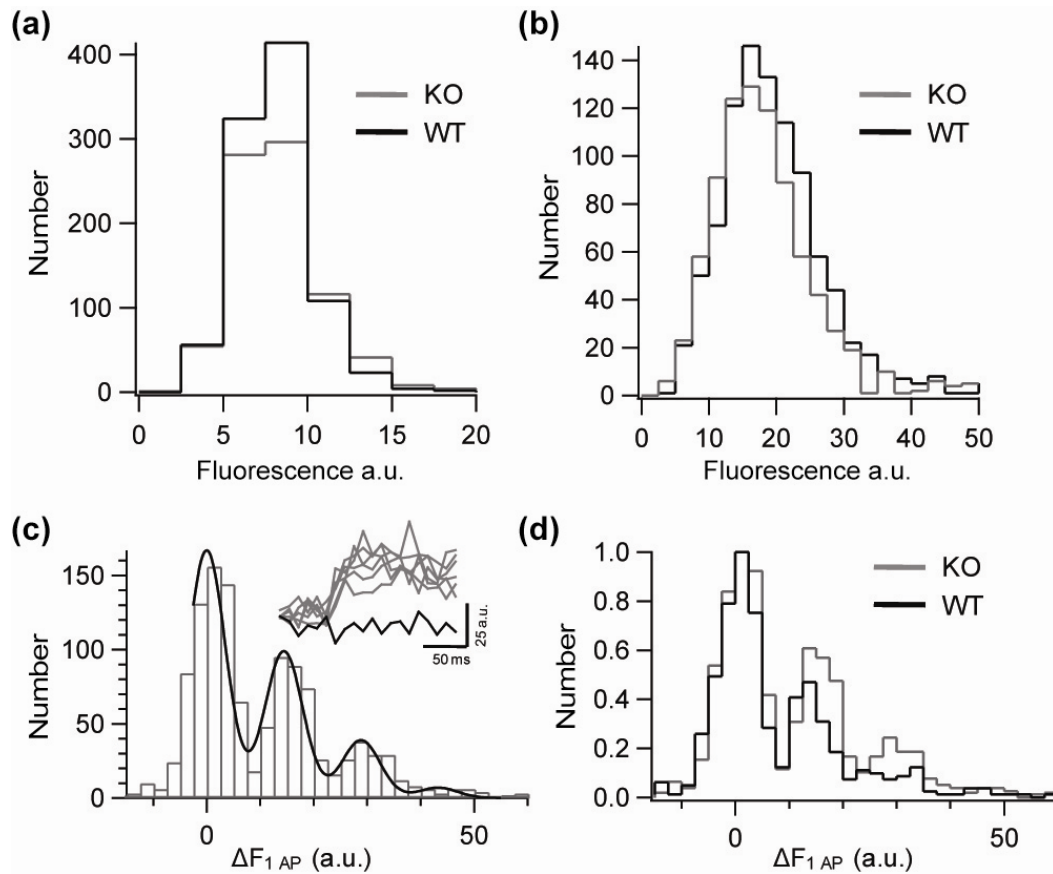 (a)
400
300
200
100
0
Number
KO
WT
0 5 10 15 20
Fluorescence a.u.
(b)
140
120
100
80
60
40
20
0
Number
KO
WT
0 10 20 30 40 50
Fluorescence a.u.
(c)
150
100
50
0
Number
25 a.u.
50 ms
0 50
ΔF1 AP (a.u.)
(d)
1.0
0.8
0.6
0.4
0.2
0.0
Number
KO
WT
0 50
ΔF1 AP (a.u.)